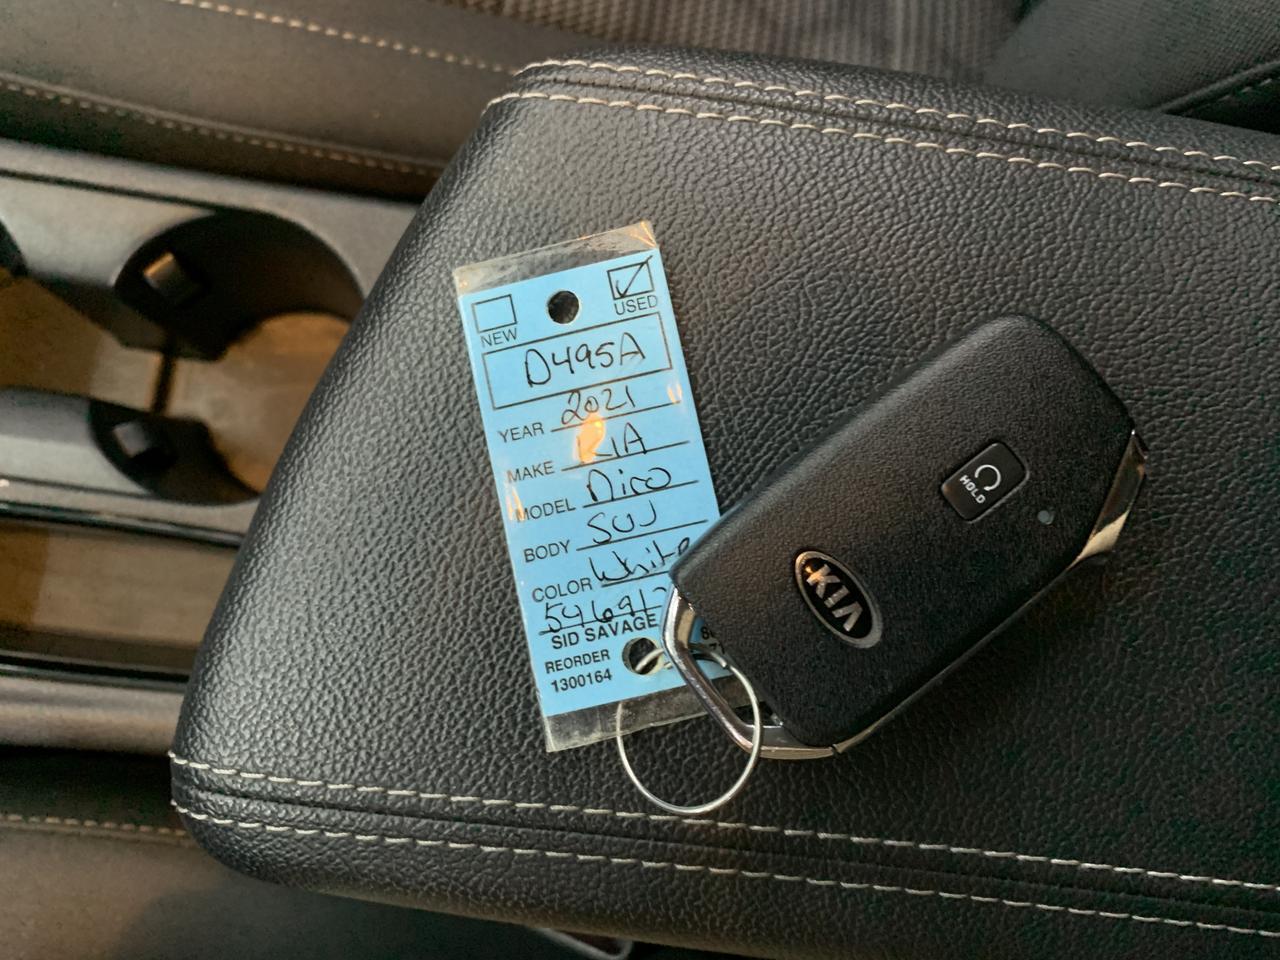 NEW USED
D495A
YEAR 2021
MAKE KIA
MODEL Niro
BODY SUV
COLOR White
SID SAVAGE
REORDER
1300164
HOLD
KIA